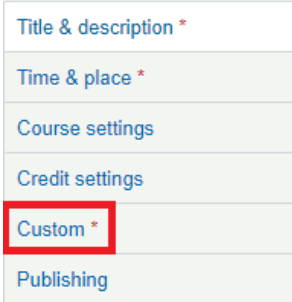 Title & description *
Time & place *
Course settings
Credit settings
Custom *
Publishing